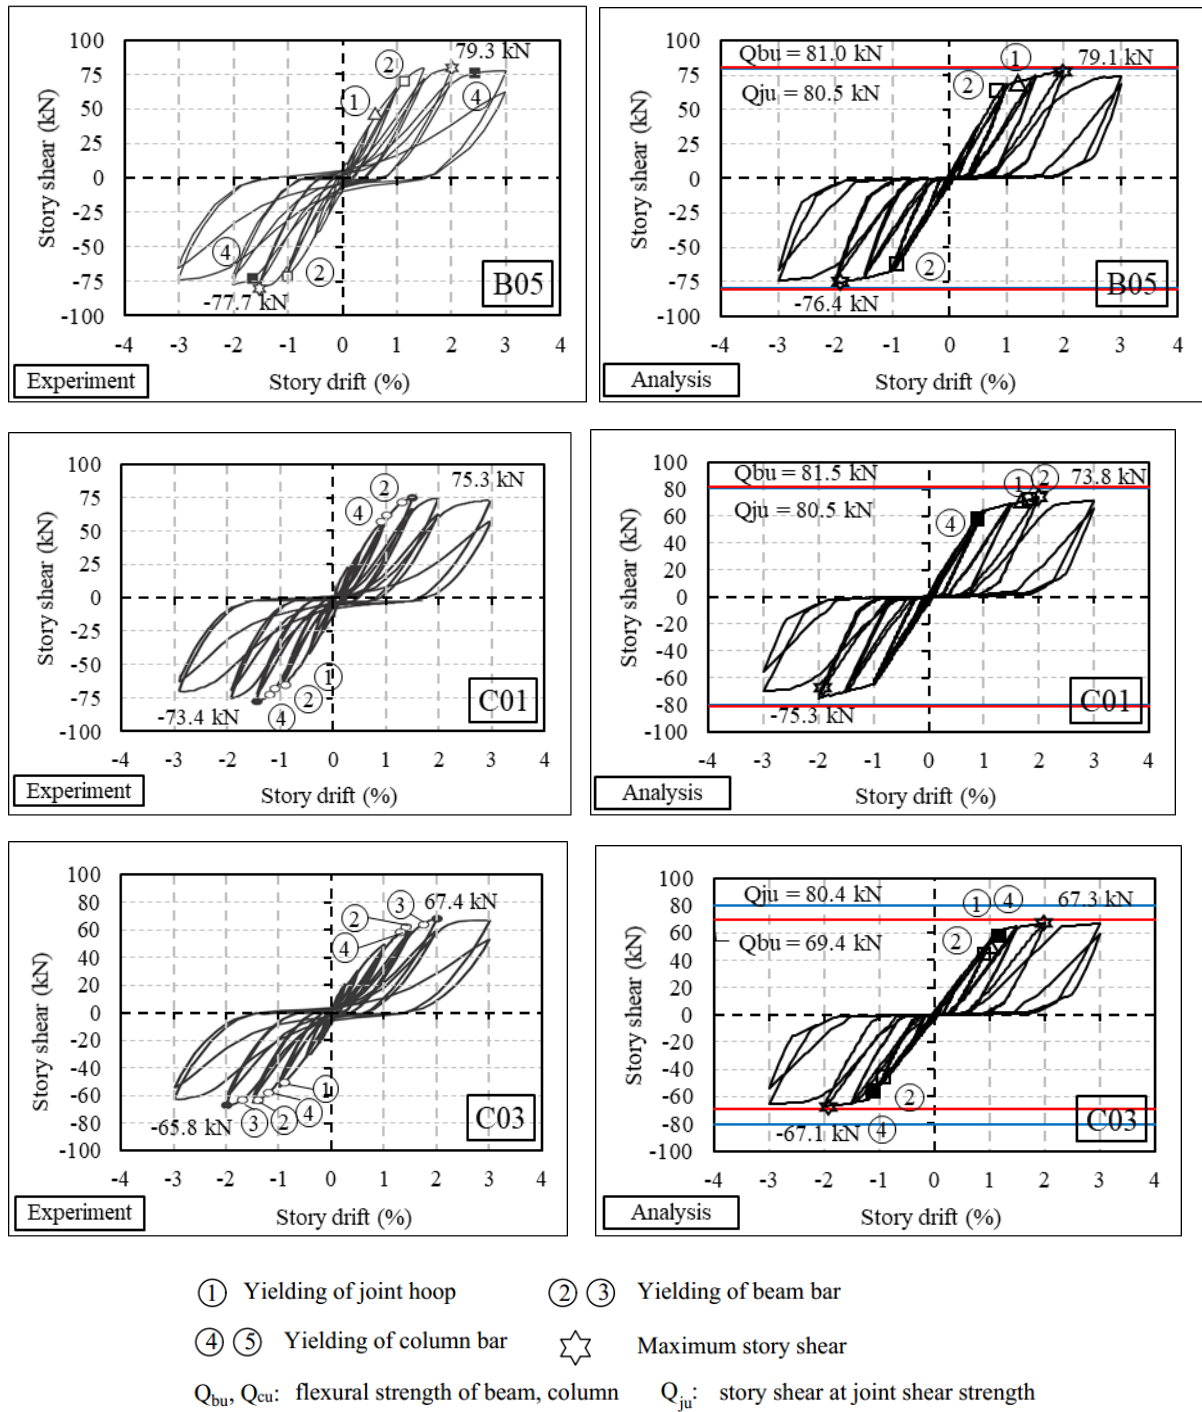 79.3 kN
100
75
50
25
0
-25
-50
-75
-100
Story shear (kN)
② ① ④
④ ②
-77.7 kN
B05
-4 -3 -2 -1 0 1 2 3 4
Experiment
Story drift (%)
Qbu = 81.0 kN
① 79.1 kN
② Qju = 80.5 kN
100
75
50
25
0
-25
-50
-75
-100
Story shear (kN)
②
-76.4 kN
B05
-4 -3 -2 -1 0 1 2 3 4
Analysis
Story drift (%)
75.3 kN
100
75
50
25
0
-25
-50
-75
-100
Story shear (kN)
② ④
① ② ④
-73.4 kN
C01
-4 -3 -2 -1 0 1 2 3 4
Experiment
Story drift (%)
Qbu = 81.5 kN
① ② 73.8 kN
Qju = 80.5 kN
④
100
80
60
40
20
0
-20
-40
-60
-80
-100
Story shear (kN)
-75.3 kN
C01
-4 -3 -2 -1 0 1 2 3 4
Analysis
Story drift (%)
③ 67.4 kN
② ④
100
80
60
40
20
0
-20
-40
-60
-80
-100
Story shear (kN)
①
-65.8 kN ③ ② ④
C03
-4 -3 -2 -1 0 1 2 3 4
Experiment
Story drift (%)
Qju = 80.4 kN
① ④ 67.3 kN
Qbu = 69.4 kN
②
100
80
60
40
20
0
-20
-40
-60
-80
-100
Story shear (kN)
②
-67.1 kN ④
C03
-4 -3 -2 -1 0 1 2 3 4
Analysis
Story drift (%)
① Yielding of joint hoop ② ③ Yielding of beam bar
④ ⑤ Yielding of column bar Maximum story shear
Qbu, Qcu: flexural strength of beam, column Qju: story shear at joint shear strength